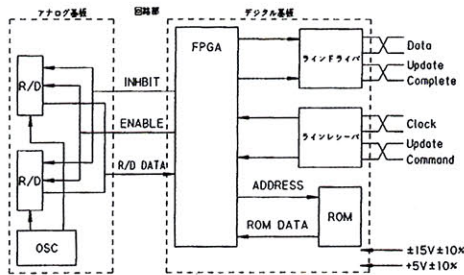 アナログ基板
回路部
デジタル基板
R/D
R/D
OSC
INHBIT
ENABLE
R/D DATA
FPGA
ラインドライバ
Data
Update
Complete
ラインレシーバ
Clock
Update
Command
ADDRESS
ROM DATA
ROM
±15V±10%
+5V±10%